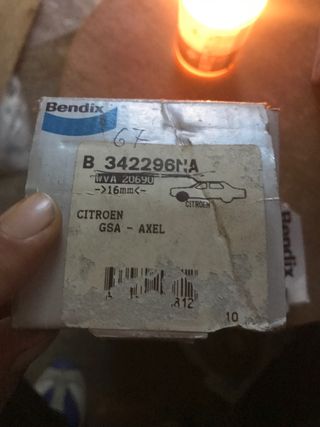 Bendix
67
B 342296NA
WVA 20690
->16mm<-
CITROEN
CITROEN
GSA - AXEL
812
10
Bendix